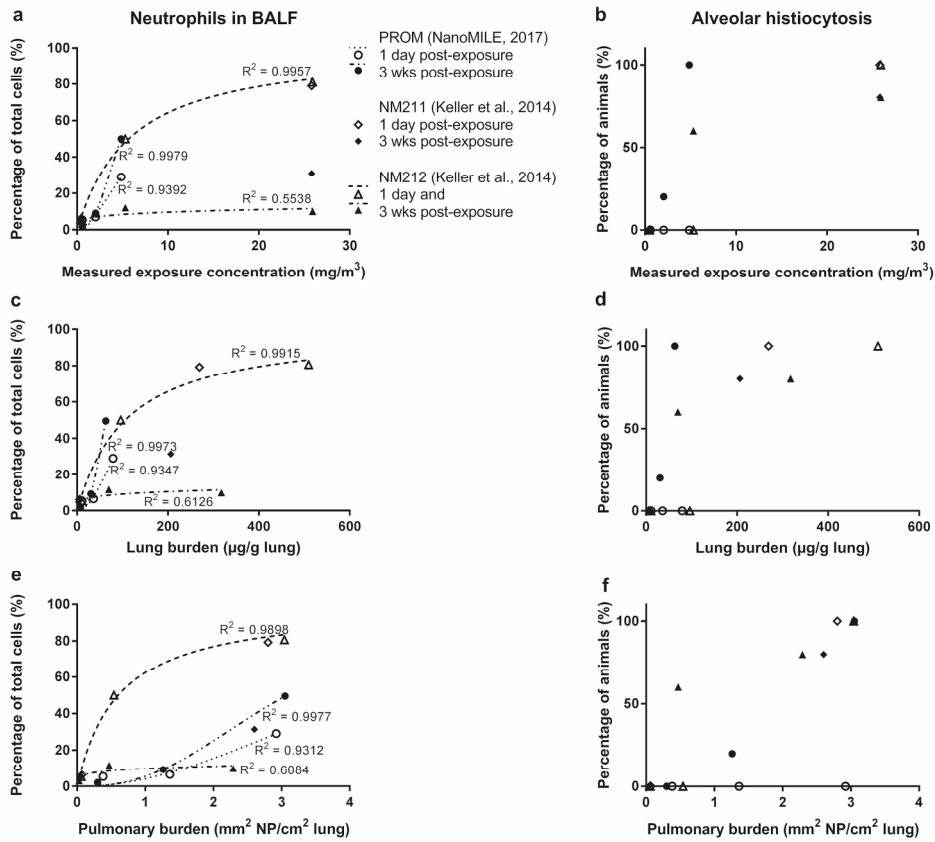 a
Neutrophils in BALF
Percentage of total cells (%)
100
80
60
40
20
0
0
10
20
30
Measured exposure concentration (mg/m³)
R² = 0.9957
R² = 0.9979
R² = 0.9392
R² = 0.5538
PROM (NanoMILE, 2017)
1 day post-exposure
3 wks post-exposure
NM211 (Keller et al., 2014)
1 day post-exposure
3 wks post-exposure
NM212 (Keller et al., 2014)
1 day and
3 wks post-exposure
b
Alveolar histiocytosis
Percentage of animals (%)
100
50
0
0
10
20
30
Measured exposure concentration (mg/m³)
c
Percentage of total cells (%)
100
80
60
40
20
0
0
200
400
600
Lung burden (µg/g lung)
R² = 0.9915
R² = 0.9973
R² = 0.9347
R² = 0.6126
d
Percentage of animals (%)
100
50
0
0
200
400
600
Lung burden (µg/g lung)
e
Percentage of total cells (%)
100
80
60
40
20
0
0
1
2
3
4
Pulmonary burden (mm² NP/cm² lung)
R² = 0.9898
R² = 0.9977
R² = 0.9312
R² = 0.6084
f
Percentage of animals (%)
100
50
0
0
1
2
3
4
Pulmonary burden (mm² NP/cm² lung)